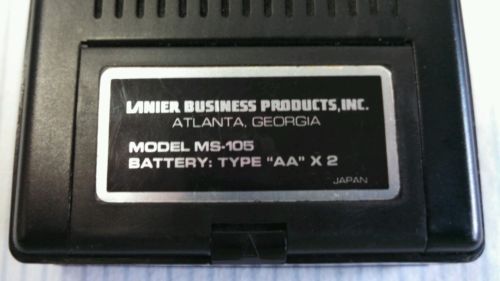 LANIER BUSINESS PRODUCTS, INC.
ATLANTA, GEORGIA
MODEL MS-105
BATTERY: TYPE "AA" X 2
JAPAN